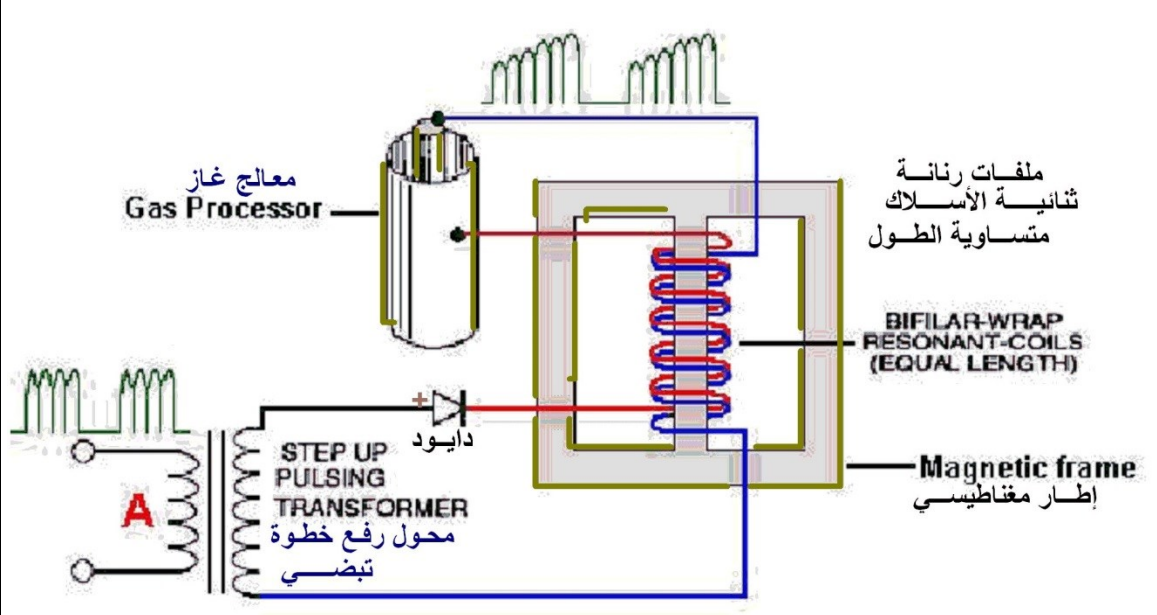 معالج غاز
Gas Processor
ملفات رنانة
ثنائية الأسلاك
متساوية الطول
BIFILAR-WRAP
RESONANT-COILS
(EQUAL LENGTH)
+
دايود
STEP UP
PULSING
TRANSFORMER
محول رفع خطوة
تبضي
A
Magnetic frame
إطار مغناطيسي